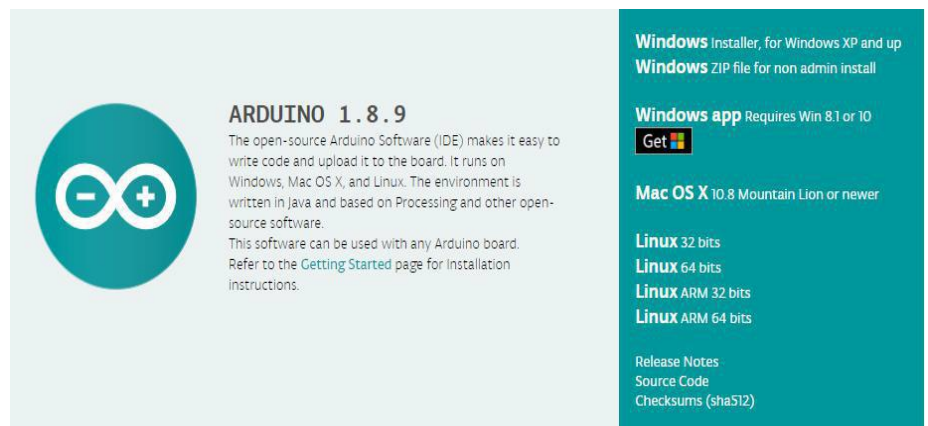 ARDUINO 1.8.9
The open-source Arduino Software (IDE) makes it easy to
write code and upload it to the board. It runs on
Windows, Mac OS X, and Linux. The environment is
written in Java and based on Processing and other open-
source software.
This software can be used with any Arduino board.
Refer to the Getting Started page for Installation
instructions.
Windows Installer, for Windows XP and up
Windows ZIP file for non admin install
Windows app Requires Win 8.1 or 10
Get
Mac OS X 10.8 Mountain Lion or newer
Linux 32 bits
Linux 64 bits
Linux ARM 32 bits
Linux ARM 64 bits
Release Notes
Source Code
Checksums (sha512)